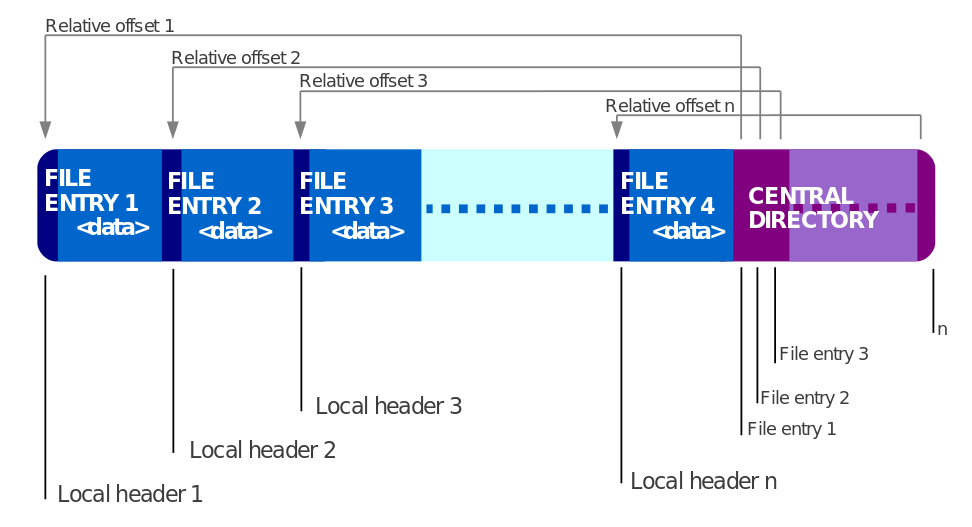 Relative offset 1
Relative offset 2
Relative offset 3
Relative offset n
FILE
ENTRY 1
<data>
FILE
ENTRY 2
<data>
FILE
ENTRY 3
<data>
FILE
ENTRY 4
<data>
CENTRAL
DIRECTORY
n
File entry 3
File entry 2
File entry 1
Local header 3
Local header 2
Local header n
Local header 1